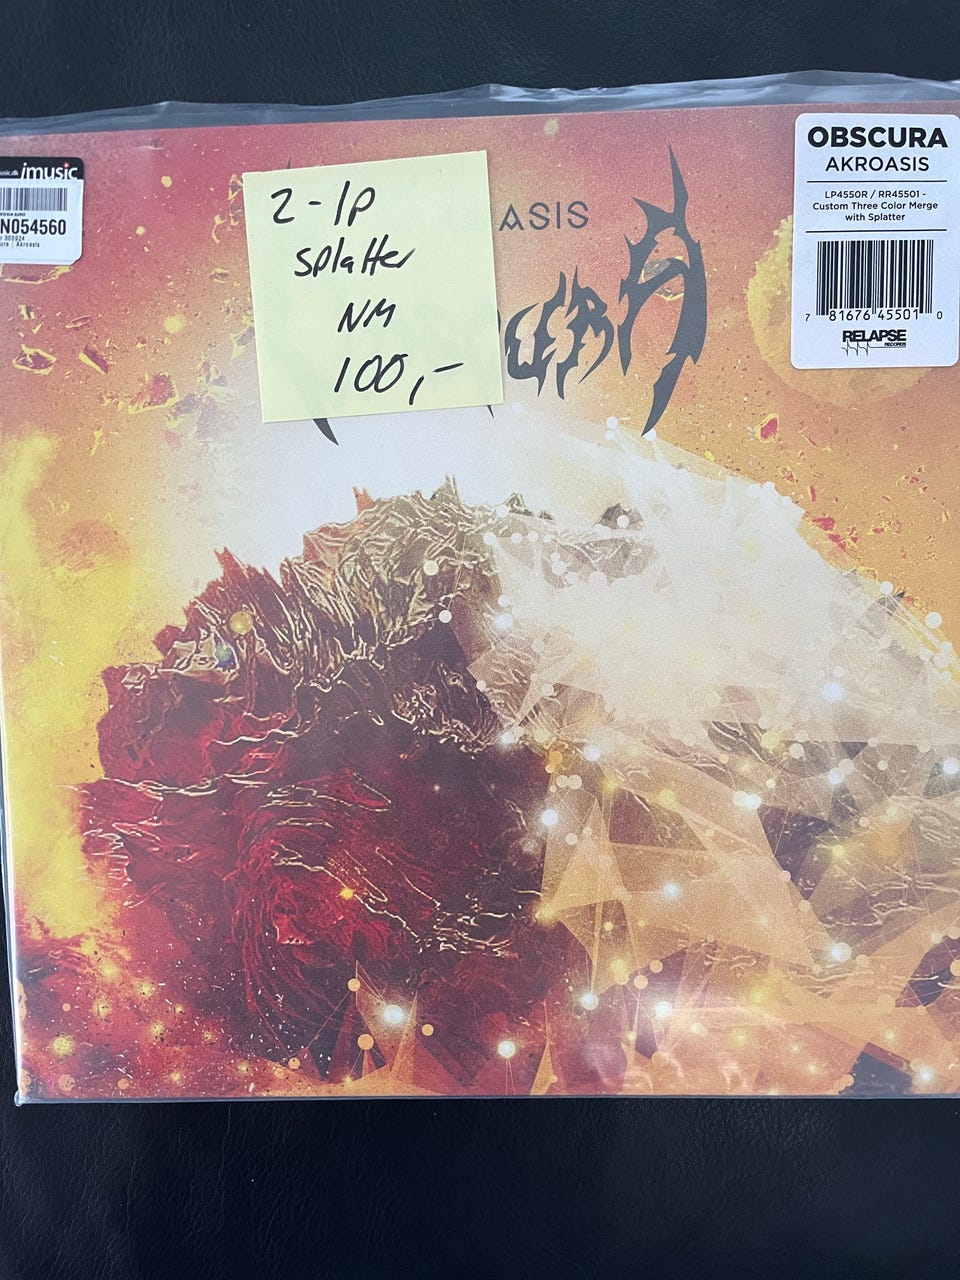 imusic
N054560
Akroasis
2-lp
splatter
NM
100,-
ASIS
OBSCURA
AKROASIS
LP4550R / RR45501 -
Custom Three Color Merge
with Splatter
7 81676 45501 0
RELAPSE
RECORDS